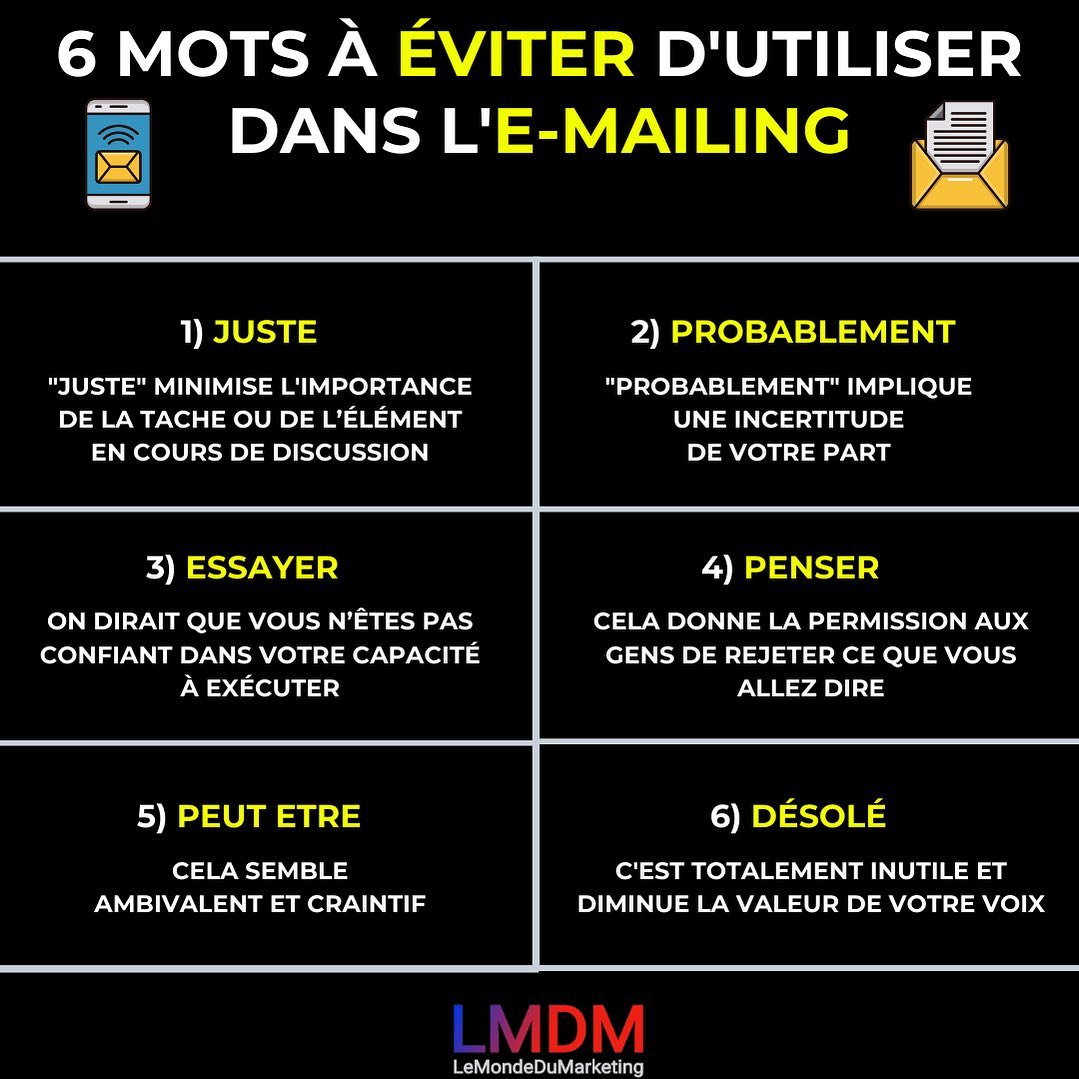 6 MOTS À ÉVITER D'UTILISER
DANS L'E-MAILING
1) JUSTE
"JUSTE" MINIMISE L'IMPORTANCE
DE LA TACHE OU DE L’ÉLÉMENT
EN COURS DE DISCUSSION
2) PROBABLEMENT
"PROBABLEMENT" IMPLIQUE
UNE INCERTITUDE
DE VOTRE PART
3) ESSAYER
ON DIRAIT QUE VOUS N’ÊTES PAS
CONFIANT DANS VOTRE CAPACITÉ
À EXÉCUTER
4) PENSER
CELA DONNE LA PERMISSION AUX
GENS DE REJETER CE QUE VOUS
ALLEZ DIRE
5) PEUT ETRE
CELA SEMBLE
AMBIVALENT ET CRAINTIF
6) DÉSOLÉ
C'EST TOTALEMENT INUTILE ET
DIMINUE LA VALEUR DE VOTRE VOIX
LMDM
LeMondeDuMarketing